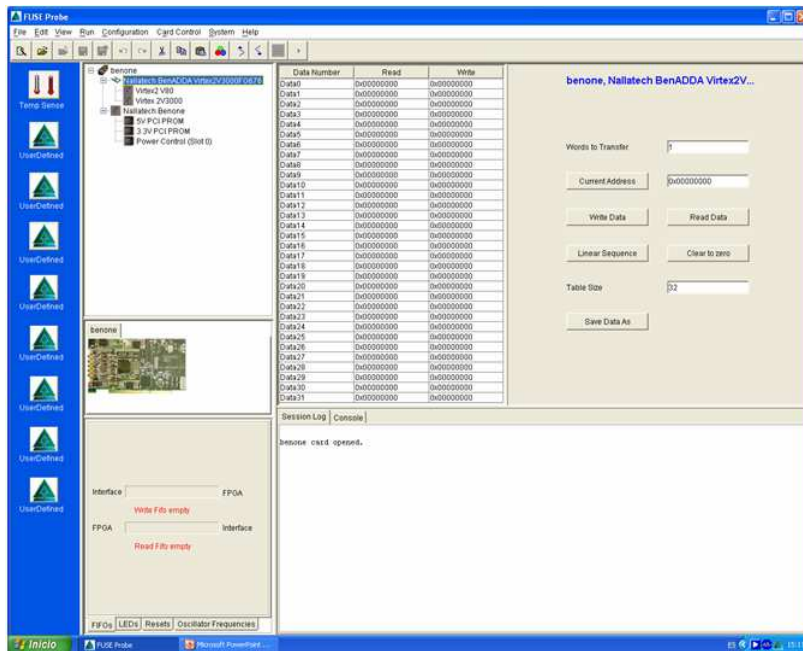 FUSE Probe
File Edit View Run Configuration Card Control System Help
Temp Sense
UserDefined
UserDefined
UserDefined
UserDefined
UserDefined
UserDefined
UserDefined
UserDefined
benone
Nallatech BenADDA Virtex2V3000FG676
Virtex2 V80
Virtex 2V3000
Nallatech Benone
5V PCI PROM
3.3V PCI PROM
Power Control (Slot 0)
benone
Interface FPGA
Write Fifo empty
FPGA Interface
Read Fifo empty
FIFOs LEDs Resets Oscillator Frequencies
Data Number Read Write
Data0 0x00000000 0x00000000
Data1 0x00000000 0x00000000
Data2 0x00000000 0x00000000
Data3 0x00000000 0x00000000
Data4 0x00000000 0x00000000
Data5 0x00000000 0x00000000
Data6 0x00000000 0x00000000
Data7 0x00000000 0x00000000
Data8 0x00000000 0x00000000
Data9 0x00000000 0x00000000
Data10 0x00000000 0x00000000
Data11 0x00000000 0x00000000
Data12 0x00000000 0x00000000
Data13 0x00000000 0x00000000
Data14 0x00000000 0x00000000
Data15 0x00000000 0x00000000
Data16 0x00000000 0x00000000
Data17 0x00000000 0x00000000
Data18 0x00000000 0x00000000
Data19 0x00000000 0x00000000
Data20 0x00000000 0x00000000
Data21 0x00000000 0x00000000
Data22 0x00000000 0x00000000
Data23 0x00000000 0x00000000
Data24 0x00000000 0x00000000
Data25 0x00000000 0x00000000
Data26 0x00000000 0x00000000
Data27 0x00000000 0x00000000
Data28 0x00000000 0x00000000
Data29 0x00000000 0x00000000
Data30 0x00000000 0x00000000
Data31 0x00000000 0x00000000
benone, Nallatech BenADDA Virtex2V...
Words to Transfer 1
Current Address 0x00000000
Write Data Read Data
Linear Sequence Clear to zero
Table Size 32
Save Data As
Session Log Console
benone card opened.
Inicio FUSE Probe Microsoft PowerPoint ... ES